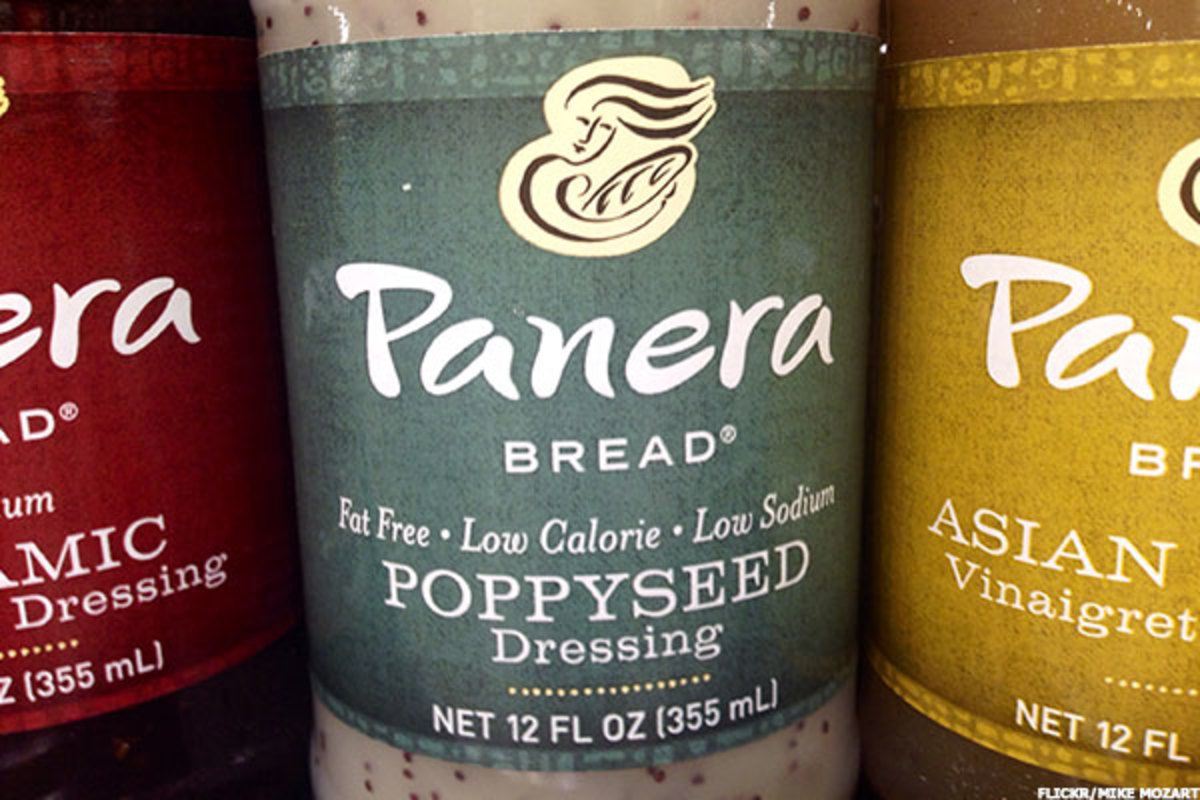 era
AD®
um
AMIC
Dressing
Z (355 mL)
Panera
BREAD®
Fat Free • Low Calorie • Low Sodium
POPPYSEED
Dressing
NET 12 FL OZ (355 mL)
Pan
BR
ASIAN
Vinaigret
NET 12 FL
FLICKR/MIKE MOZART